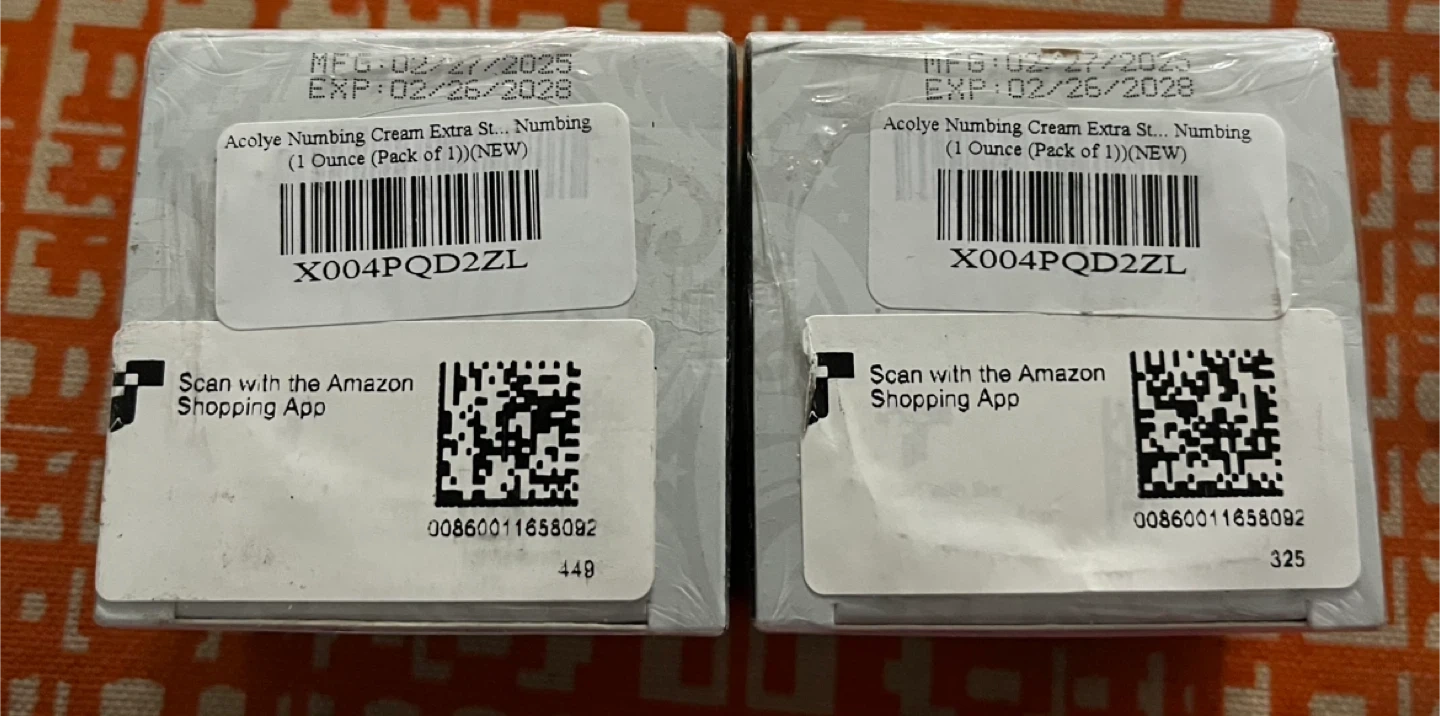 MFG:02/27/2025
EXP:02/26/2028
Acolye Numbing Cream Extra St... Numbing
(1 Ounce (Pack of 1))(NEW)
X004PQD2ZL
Scan with the Amazon
Shopping App
00860011658092
449
MFG:02/27/2025
EXP:02/26/2028
Acolye Numbing Cream Extra St... Numbing
(1 Ounce (Pack of 1))(NEW)
X004PQD2ZL
Scan with the Amazon
Shopping App
00860011658092
325